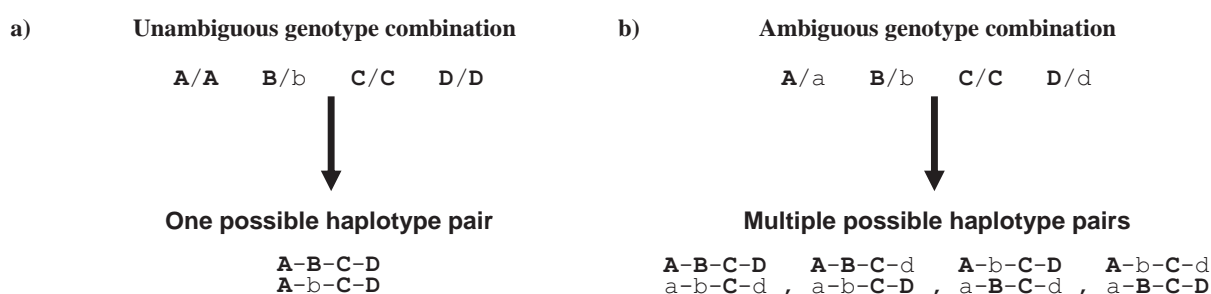 a) Unambiguous genotype combination
A/A B/b C/C D/D
One possible haplotype pair
A-B-C-D
A-b-C-D
b) Ambiguous genotype combination
A/a B/b C/C D/d
Multiple possible haplotype pairs
A-B-C-D A-B-C-d A-b-C-D A-b-C-d
a-b-C-d , a-b-C-D , a-B-C-d , a-B-C-D